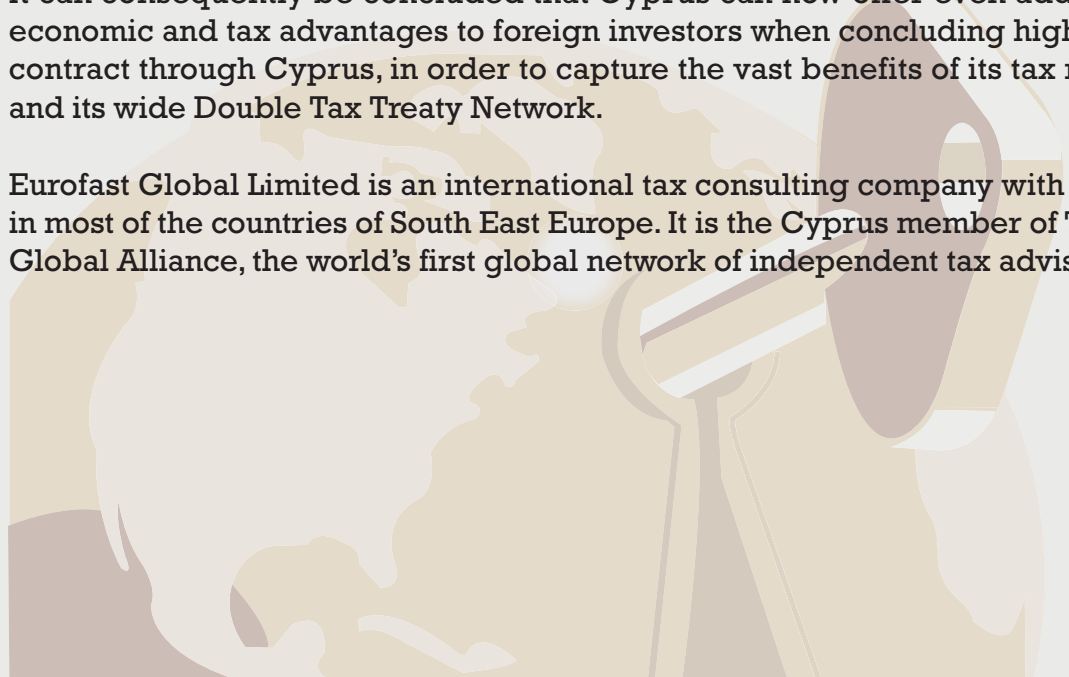 It can consequently be concluded that Cyprus can now offer even
economic and tax advantages to foreign investors when concluding
contract through Cyprus, in order to capture the vast benefits of its tax
and its wide Double Tax Treaty Network.
Eurofast Global Limited is an international tax consulting company with
in most of the countries of South East Europe. It is the Cyprus member of
Global Alliance, the world's first global network of independent tax